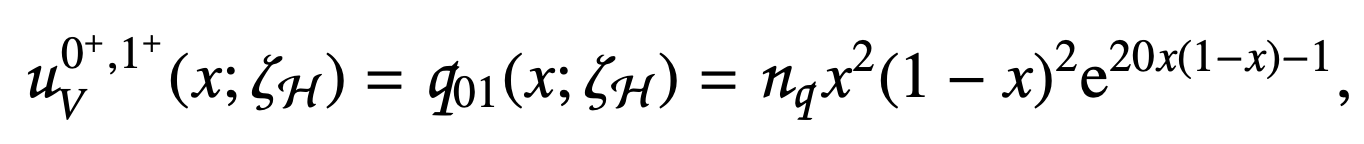 u_V^{0^+,1^+}(x; ζ_ℋ) = 𝓆_{01}(x; ζ_ℋ) = 𝓃_𝓆 x^2(1 − x)^2 e^{20x(1−x)−1},